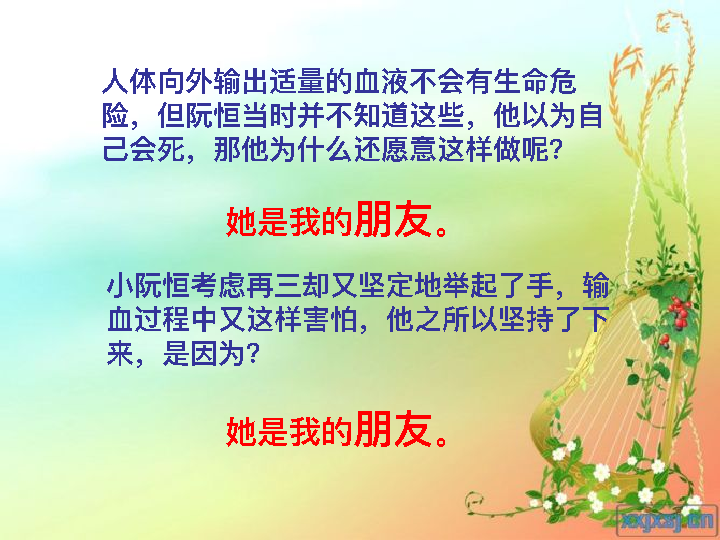 人体向外输出适量的血液不会有生命危
险，但阮恒当时并不知道这些，他以为自
己会死，那他为什么还愿意这样做呢？
她是我的朋友。
小阮恒考虑再三却又坚定地举起了手，输
血过程中又这样害怕，他之所以坚持了下
来，是因为？
她是我的朋友。